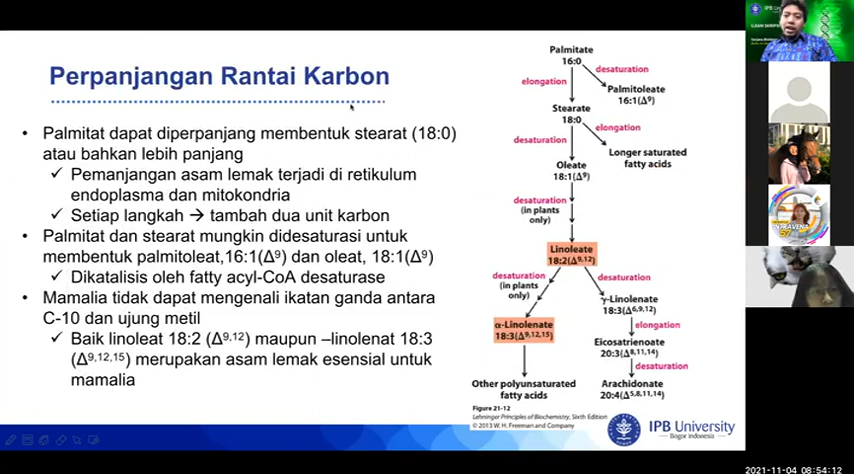 Perpanjangan Rantai Karbon
• Palmitat dapat diperpanjang membentuk stearat (18:0)
atau bahkan lebih panjang
✓ Pemanjangan asam lemak terjadi di retikulum
endoplasma dan mitokondria
✓ Setiap langkah → tambah dua unit karbon
• Palmitat dan stearat mungkin didesaturasi untuk
membentuk palmitoleat,16:1(Δ⁹) dan oleat, 18:1(Δ⁹)
✓ Dikatalisis oleh fatty acyl-CoA desaturase
• Mamalia tidak dapat mengenali ikatan ganda antara
C-10 dan ujung metil
✓ Baik linoleat 18:2 (Δ⁹,¹²) maupun –linolenat 18:3
(Δ⁹,¹²,¹⁵) merupakan asam lemak esensial untuk
mamalia
Palmitate
16:0
desaturation
elongation
Palmitoleate
16:1(Δ⁹)
Stearate
18:0
elongation
desaturation
Longer saturated
fatty acids
Oleate
18:1(Δ⁹)
desaturation
(in plants
only)
Linoleate
18:2(Δ⁹,¹²)
desaturation
(in plants
only)
desaturation
γ-Linolenate
18:3(Δ⁶,⁹,¹²)
α-Linolenate
18:3(Δ⁹,¹²,¹⁵)
elongation
Eicosatrienoate
20:3(Δ⁸,¹¹,¹⁴)
desaturation
Other polyunsaturated
fatty acids
Arachidonate
20:4(Δ⁵,⁸,¹¹,¹⁴)
Figure 21-12
Lehninger Principles of Biochemistry, Sixth Edition
© 2013 W. H. Freeman and Company
IPB University
Bogor Indonesia
IPB Univer
UJIAN SKRIPSI
INTRAVENA
57
2021-11-04 08:54:12